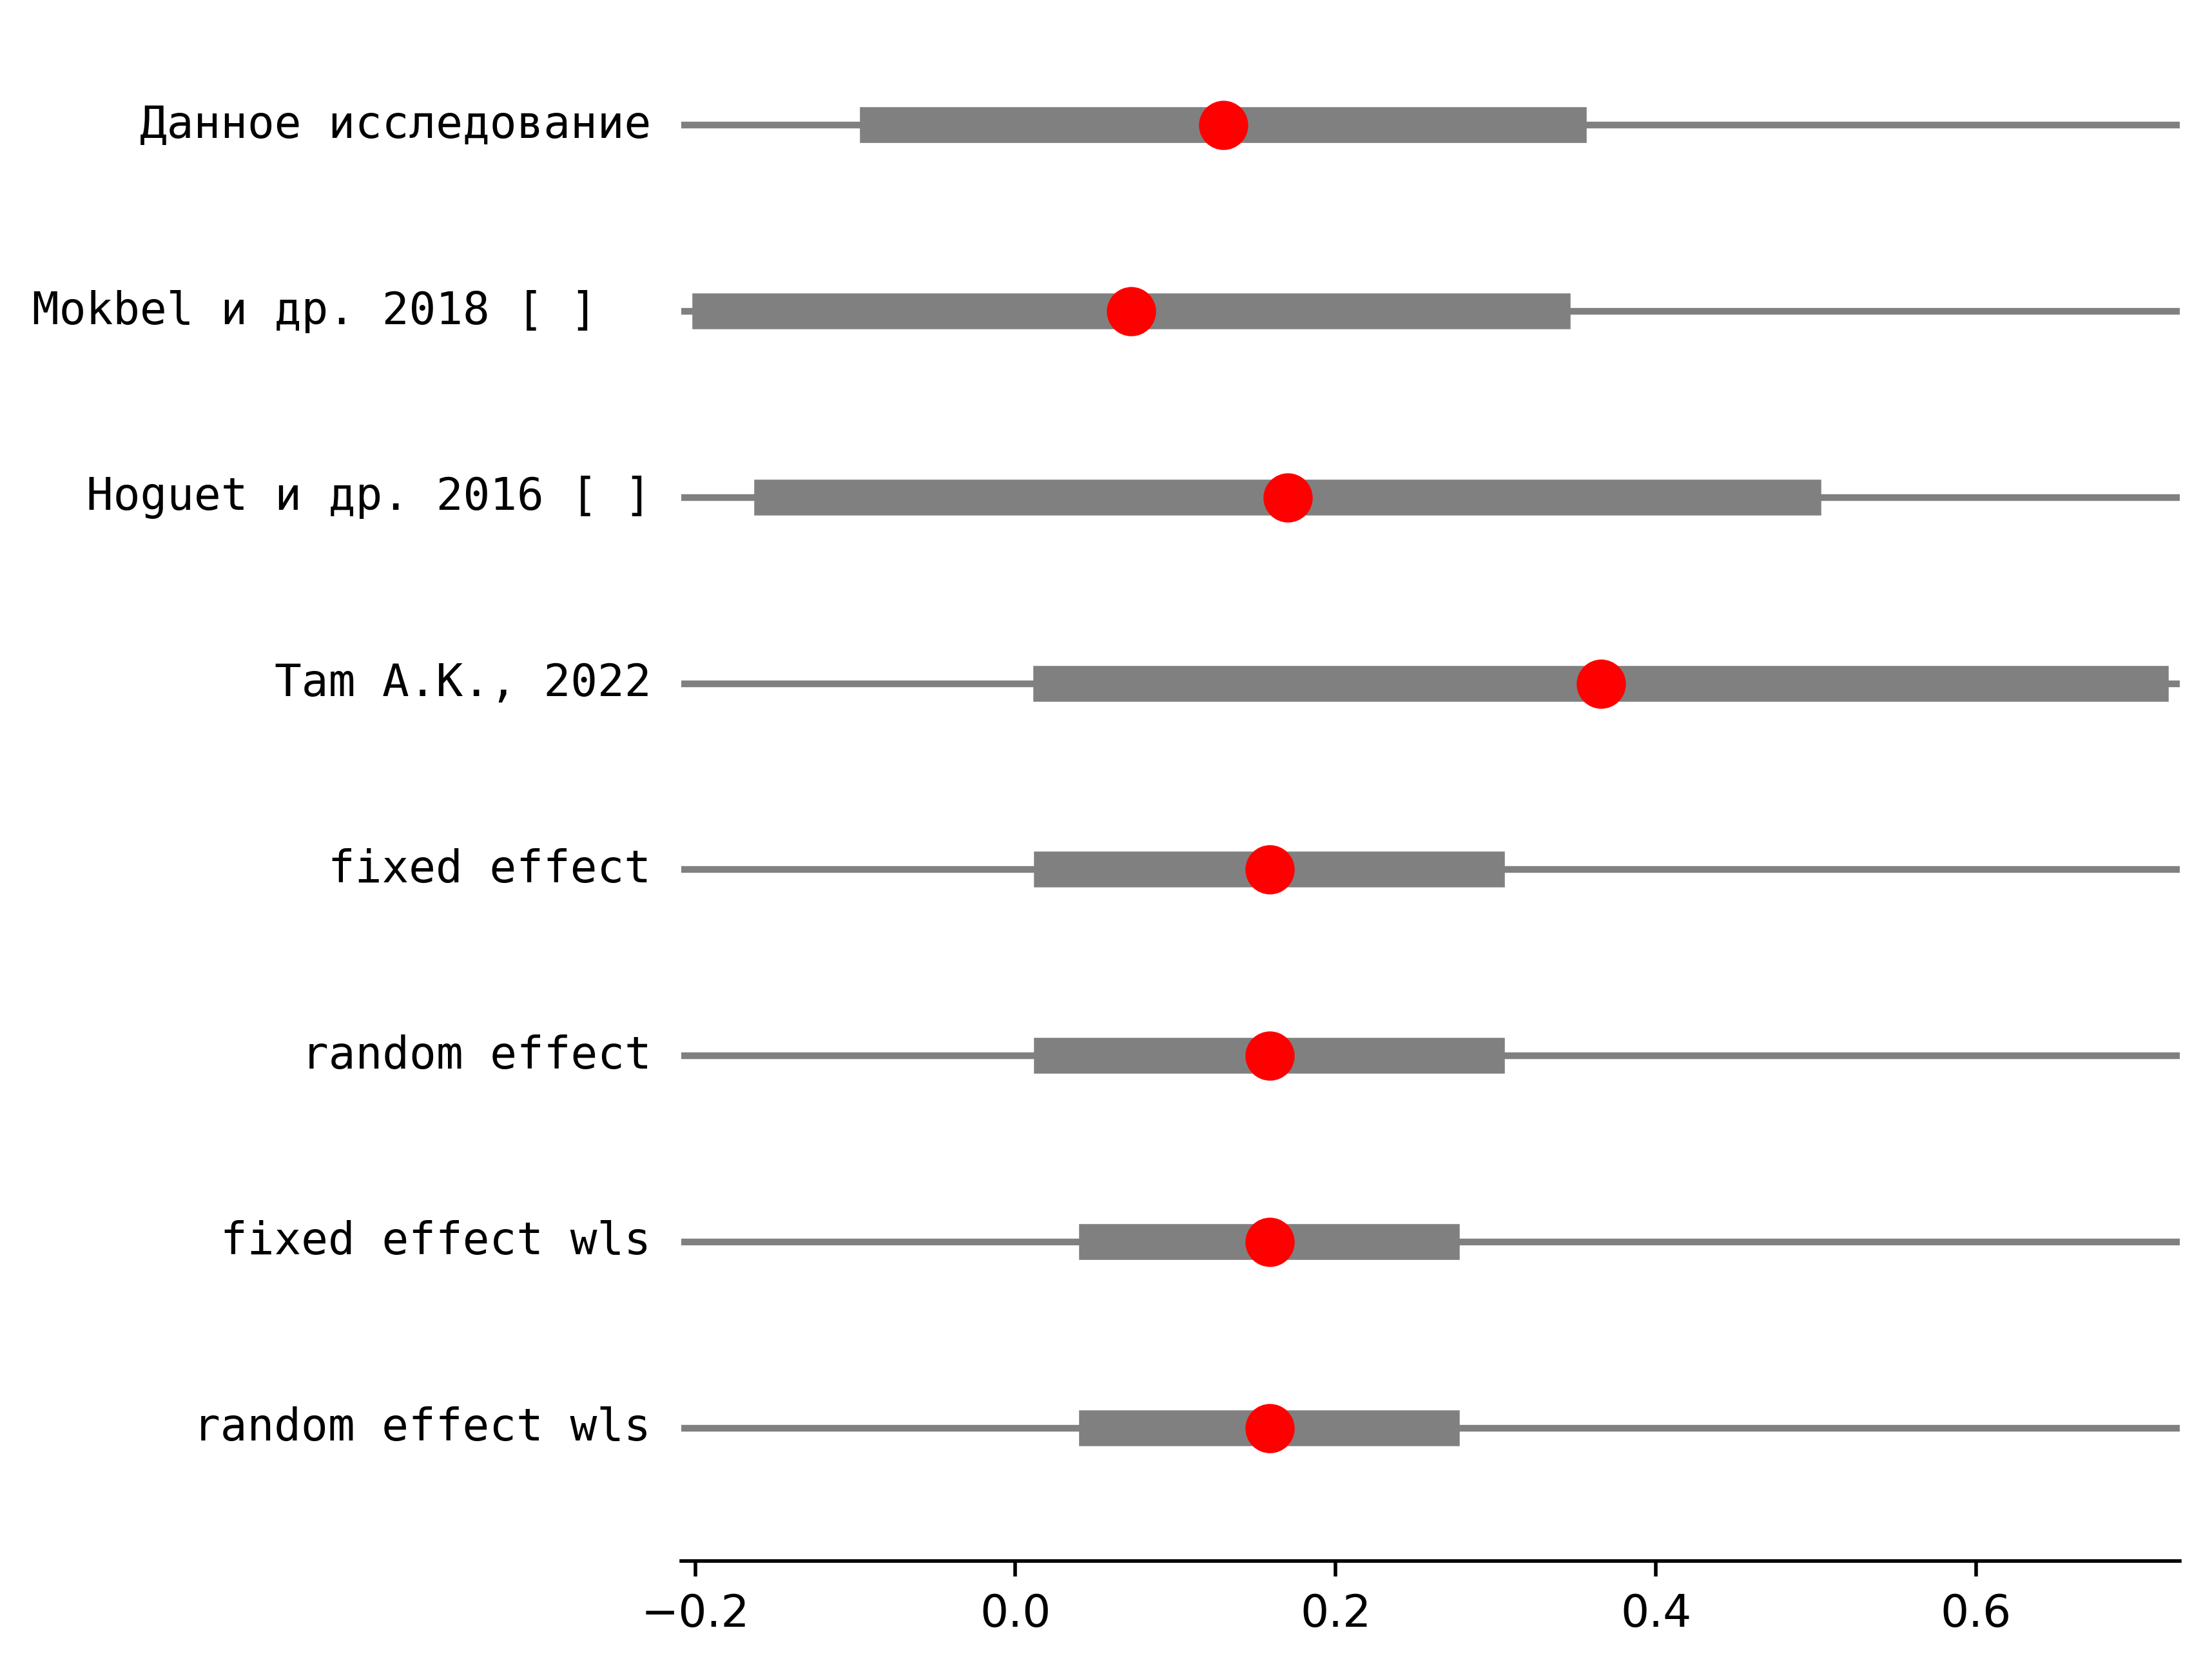 Данное исследование
Mokbel и др. 2018 [ ]
Hoguet и др. 2016 [ ]
Tam A.K., 2022
fixed effect
random effect
fixed effect wls
random effect wls
−0.2 0.0 0.2 0.4 0.6